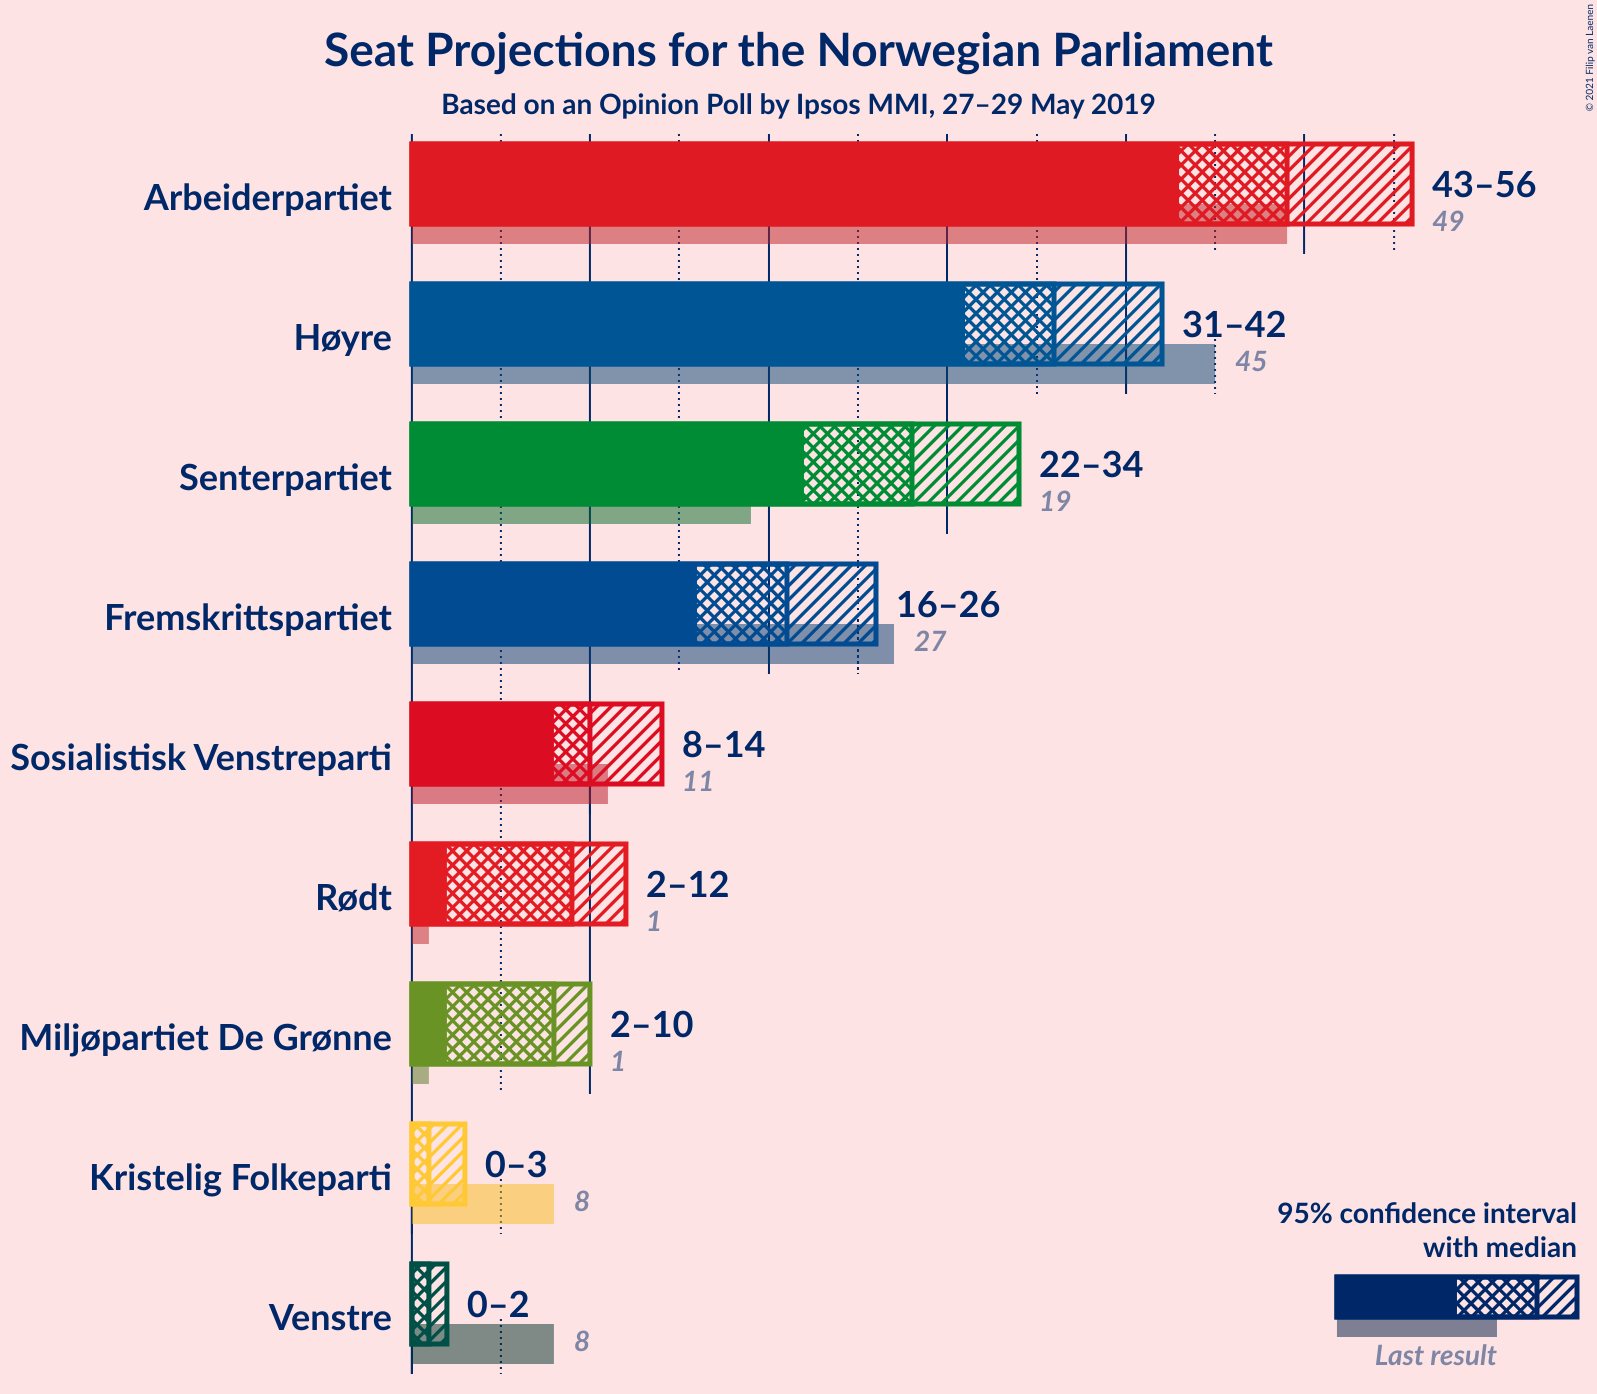 Seat Projections for the Norwegian Parliament
Based on an Opinion Poll by Ipsos MMI, 27–29 May 2019
© 2021 Filip van Laenen
Arbeiderpartiet
43–56
49
Høyre
31–42
45
Senterpartiet
22–34
19
Fremskrittspartiet
16–26
27
Sosialistisk Venstreparti
8–14
11
Rødt
2–12
1
Miljøpartiet De Grønne
2–10
1
Kristelig Folkeparti
0–3
8
Venstre
0–2
8
95% confidence interval
with median
Last result